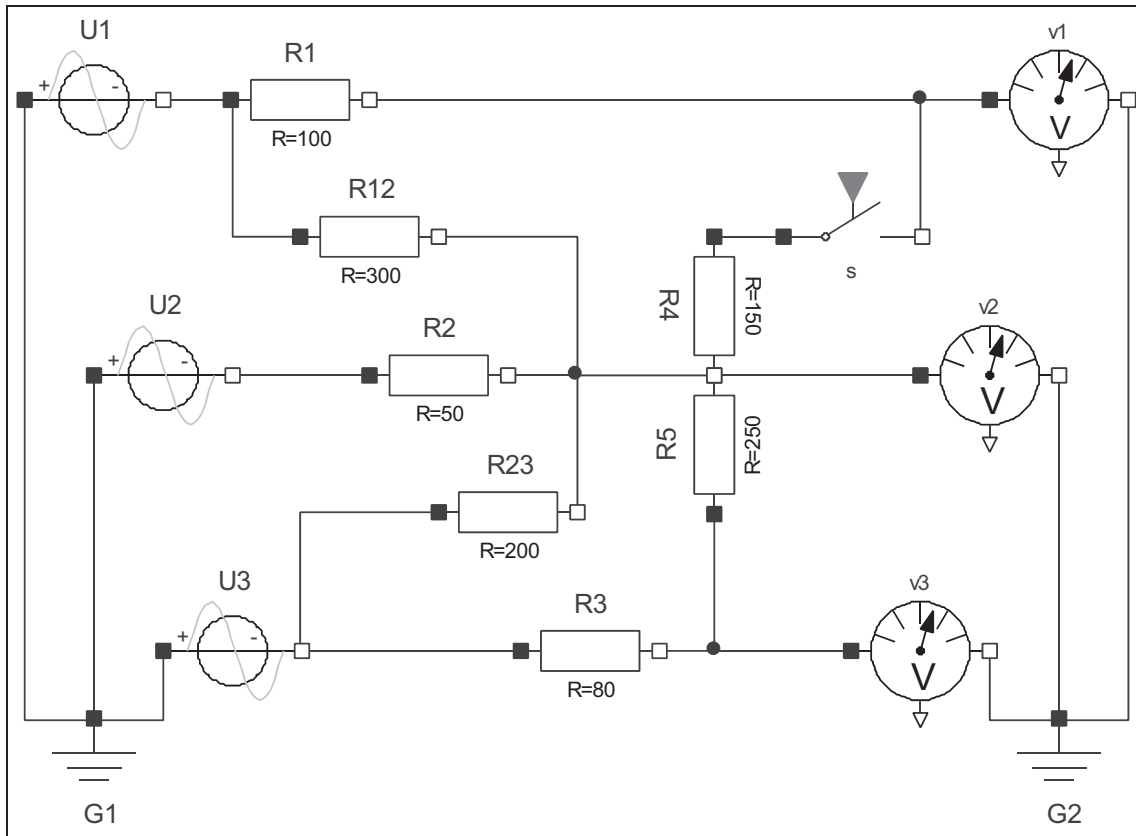 U1
R1
v1
+
-
R=100
V
R12
R=300
s
R4
R=150
U2
R2
v2
+
-
R=50
V
R5
R=250
R23
R=200
U3
R3
v3
+
-
R=80
V
G1
G2